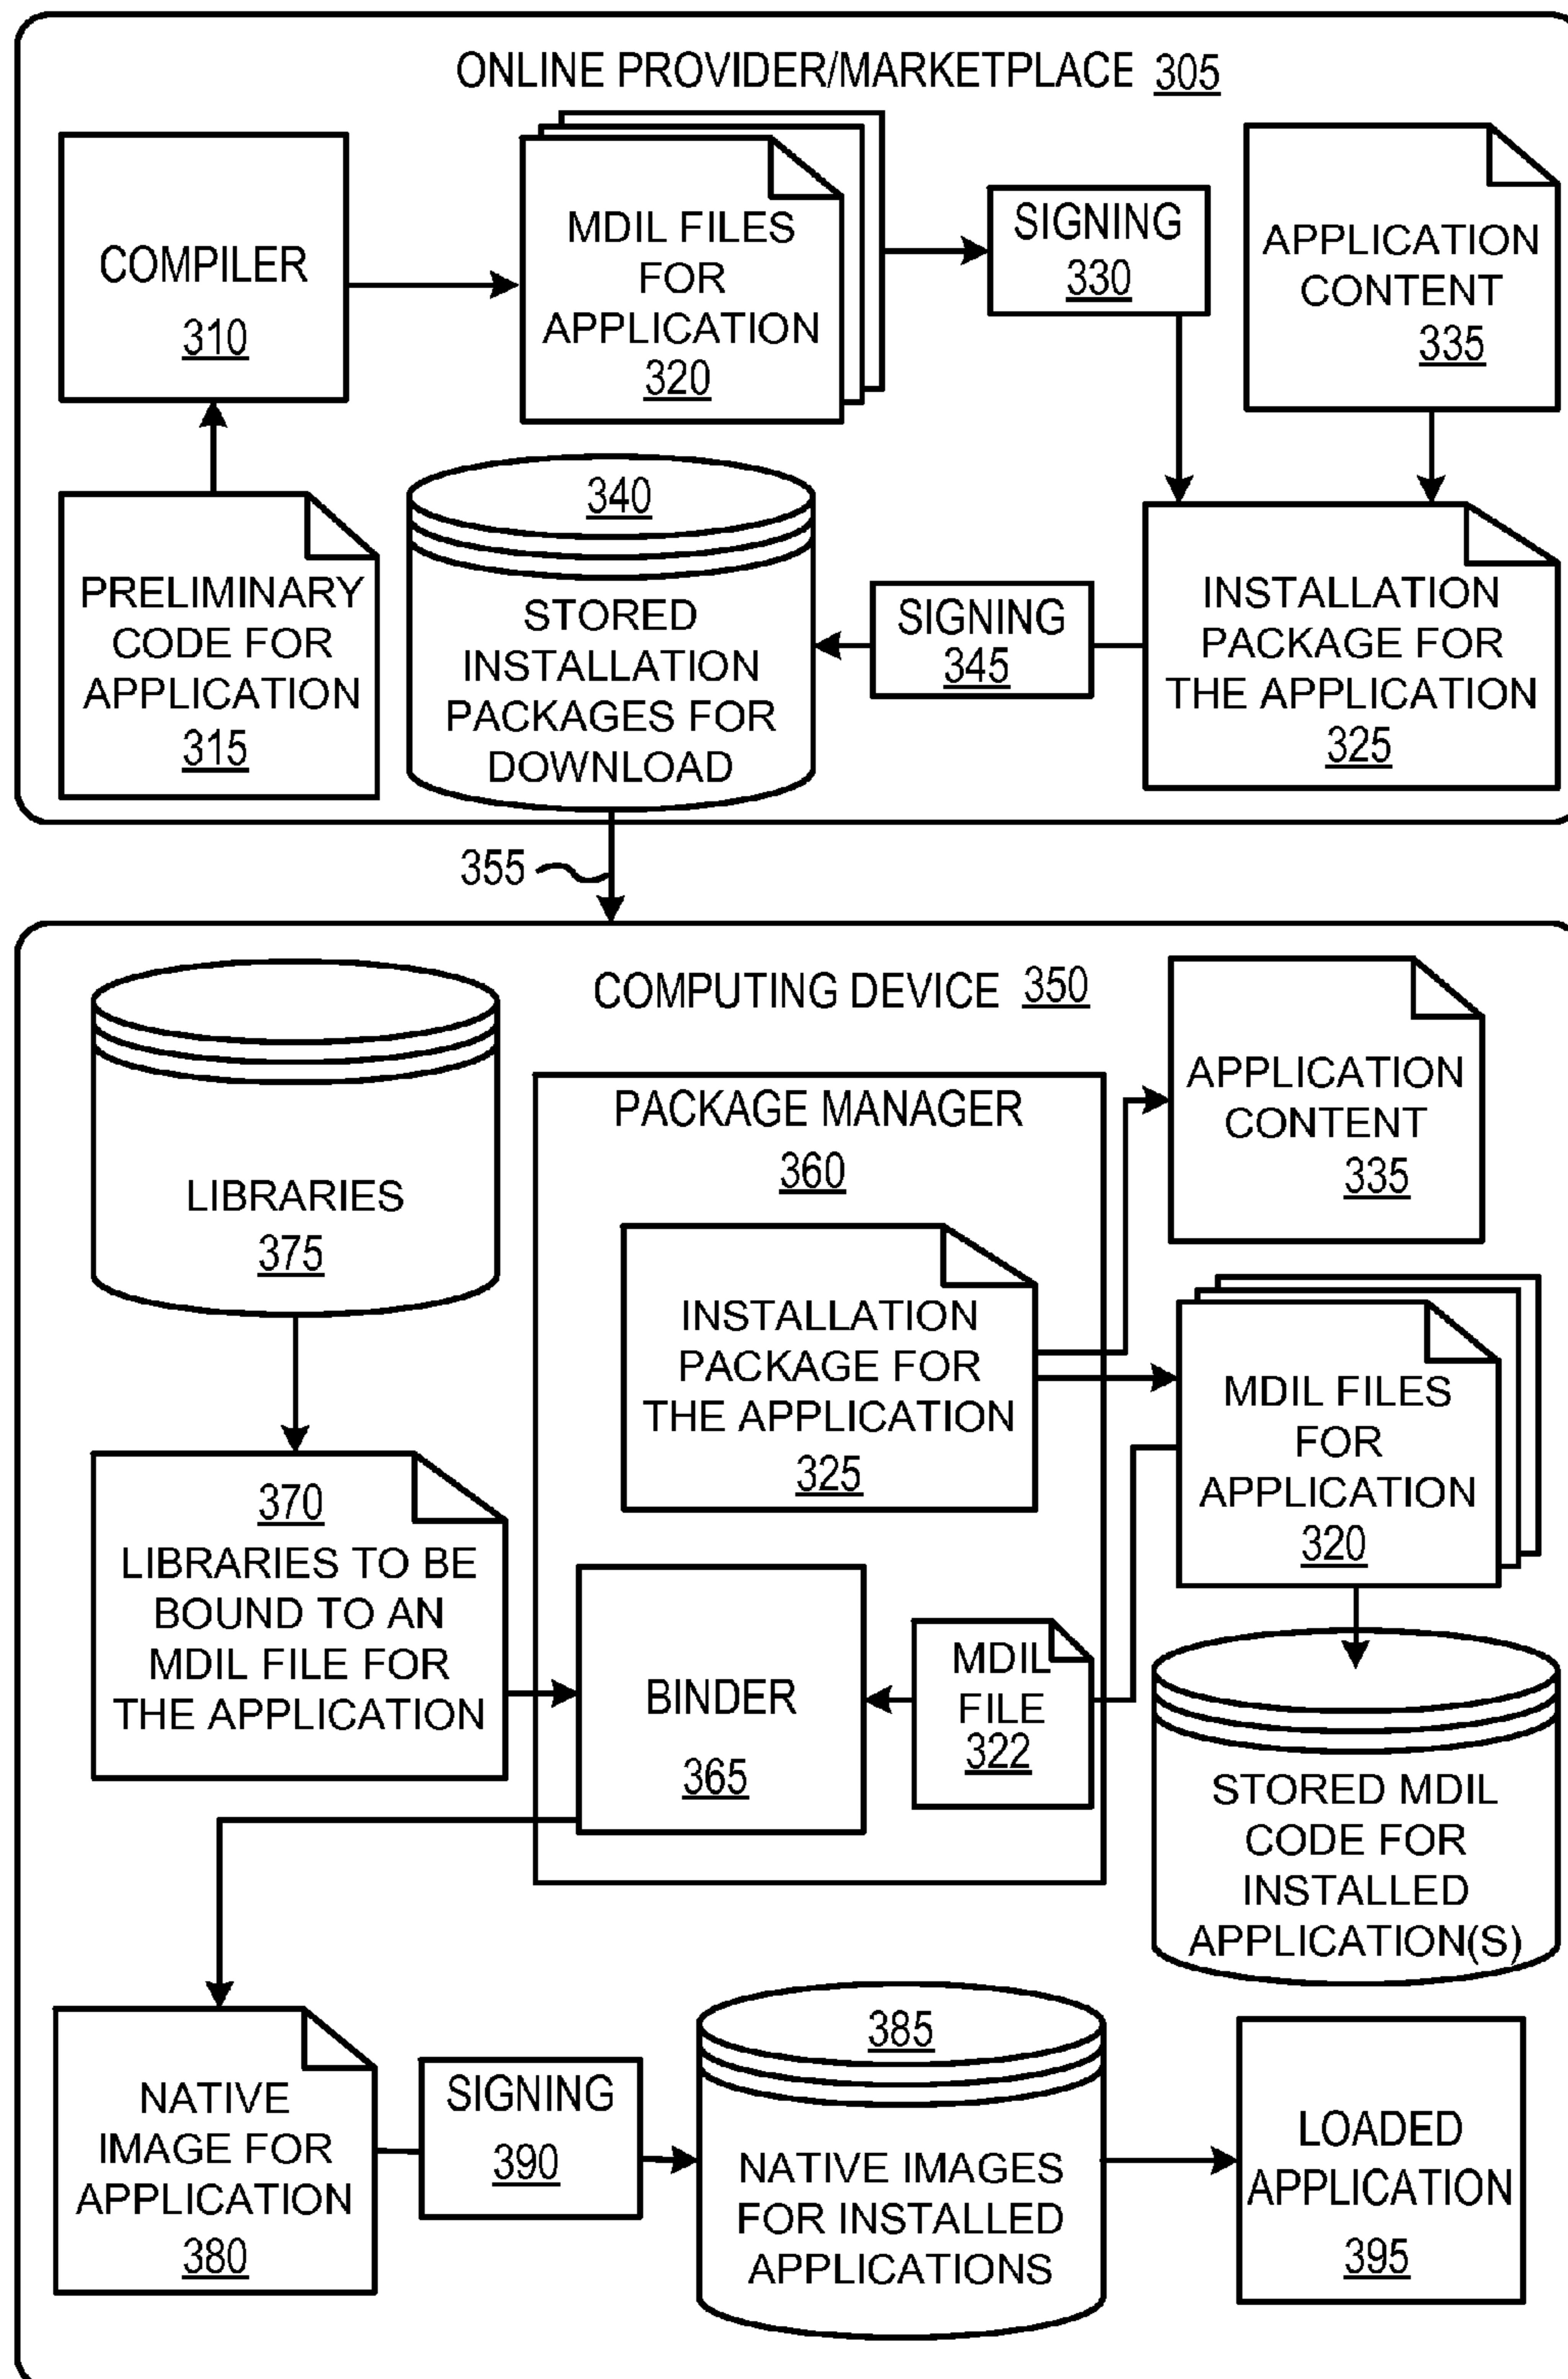 ONLINE PROVIDER/MARKETPLACE 305
COMPILER
310
MDIL FILES
FOR
APPLICATION
320
SIGNING
330
APPLICATION
CONTENT
335
PRELIMINARY
CODE FOR
APPLICATION
315
340
STORED
INSTALLATION
PACKAGES FOR
DOWNLOAD
SIGNING
345
INSTALLATION
PACKAGE FOR
THE APPLICATION
325
355
COMPUTING DEVICE 350
LIBRARIES
375
PACKAGE MANAGER
360
INSTALLATION
PACKAGE FOR
THE APPLICATION
325
APPLICATION
CONTENT
335
MDIL FILES
FOR
APPLICATION
320
370
LIBRARIES TO BE
BOUND TO AN
MDIL FILE FOR
THE APPLICATION
BINDER
365
MDIL
FILE
322
STORED MDIL
CODE FOR
INSTALLED
APPLICATION(S)
NATIVE
IMAGE FOR
APPLICATION
380
SIGNING
390
385
NATIVE IMAGES
FOR INSTALLED
APPLICATIONS
LOADED
APPLICATION
395